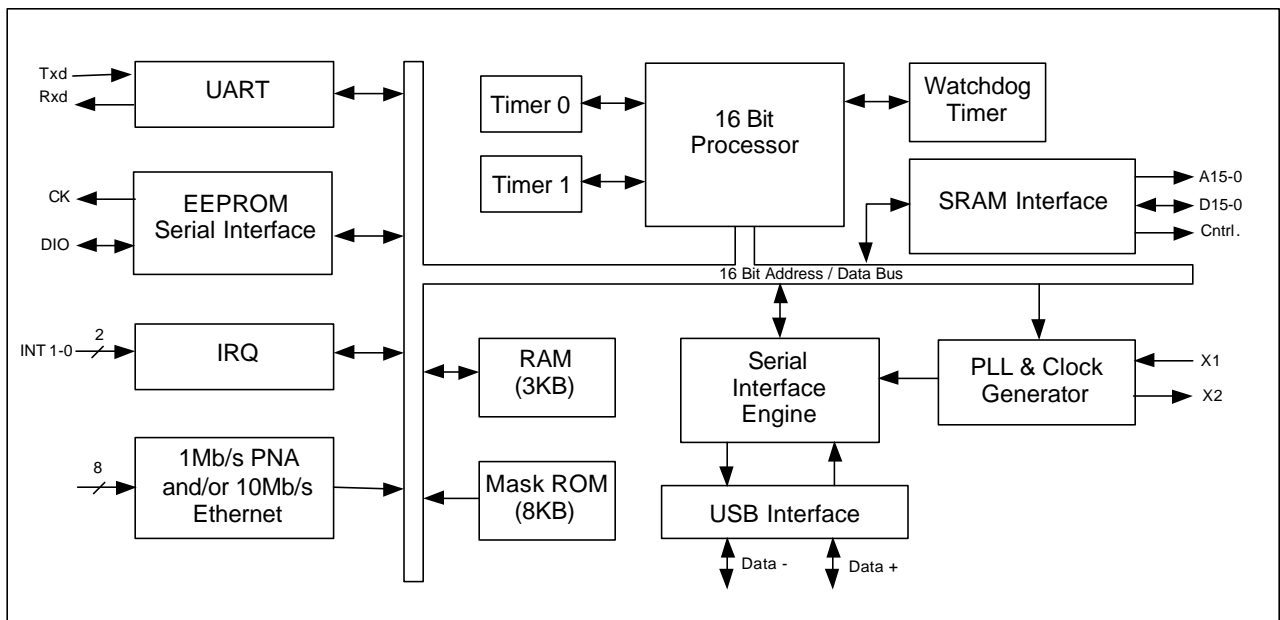 Txd
Rxd
UART
CK
DIO
EEPROM
Serial Interface
INT 1-0
2
IRQ
8
1Mb/s PNA
and/or 10Mb/s
Ethernet
Timer 0
Timer 1
16 Bit
Processor
Watchdog
Timer
SRAM Interface
A15-0
D15-0
Cntrl.
16 Bit Address / Data Bus
RAM
(3KB)
Mask ROM
(8KB)
Serial
Interface
Engine
PLL & Clock
Generator
X1
X2
USB Interface
Data -
Data +